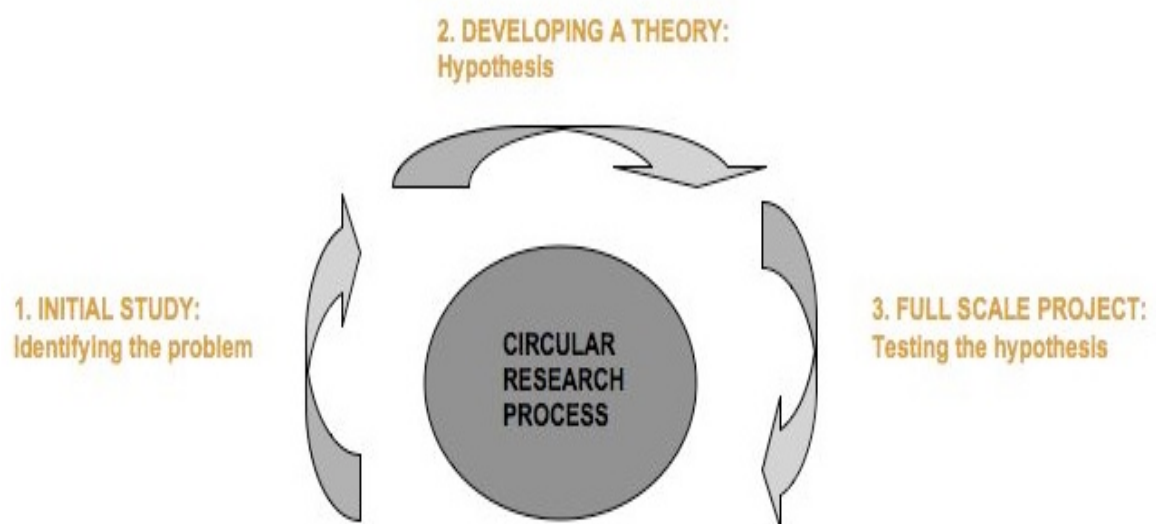 2. DEVELOPING A THEORY:
Hypothesis
1. INITIAL STUDY:
Identifying the problem
CIRCULAR
RESEARCH
PROCESS
3. FULL SCALE PROJECT:
Testing the hypothesis